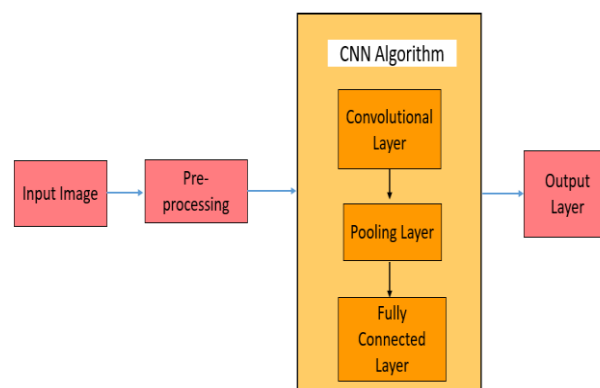 Input Image
Pre-
processing
CNN Algorithm
Convolutional
Layer
Pooling Layer
Fully
Connected
Layer
Output
Layer